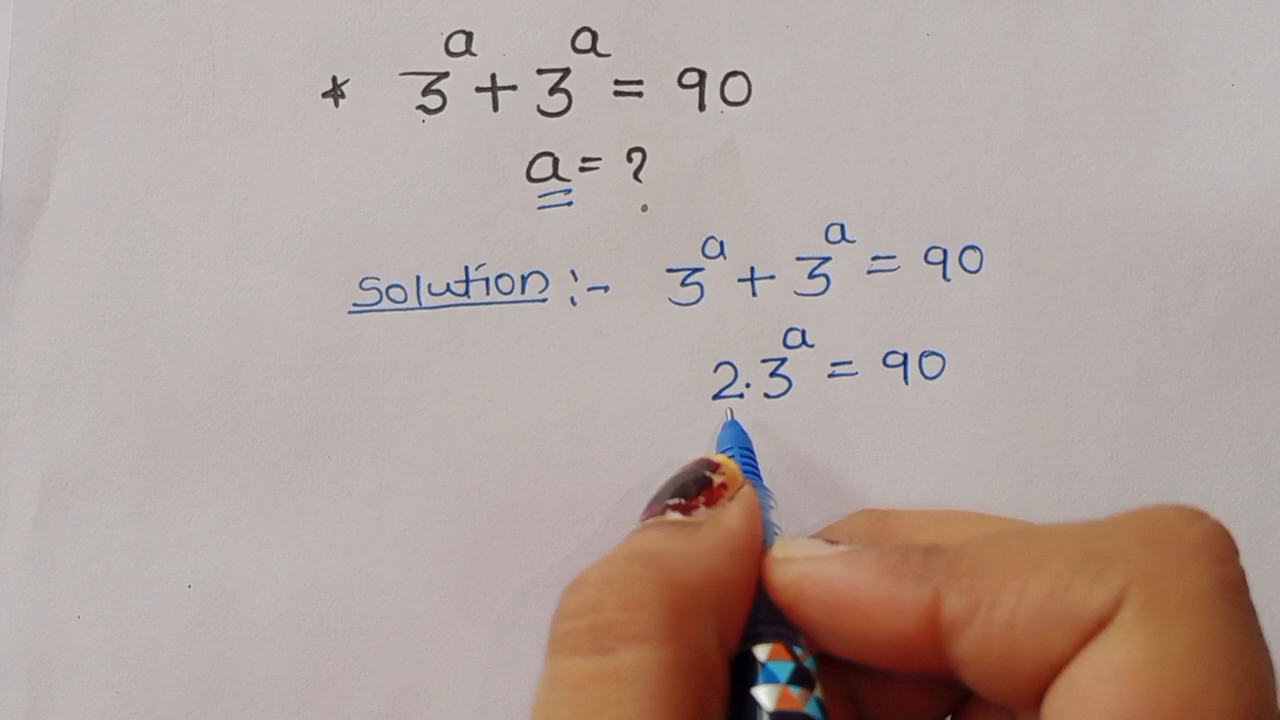 * 3^a + 3^a = 90
a = ?
Solution :- 3^a + 3^a = 90
2.3^a = 90